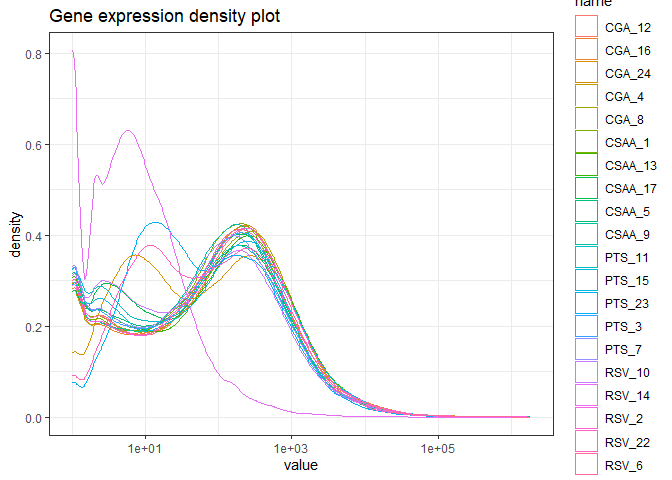 Gene expression density plot
name
CGA_12
CGA_16
CGA_24
CGA_4
CGA_8
CSAA_1
CSAA_13
CSAA_17
CSAA_5
CSAA_9
PTS_11
PTS_15
PTS_23
PTS_3
PTS_7
RSV_10
RSV_14
RSV_2
RSV_22
RSV_6
density
0.8
0.6
0.4
0.2
0.0
1e+01
1e+03
1e+05
value